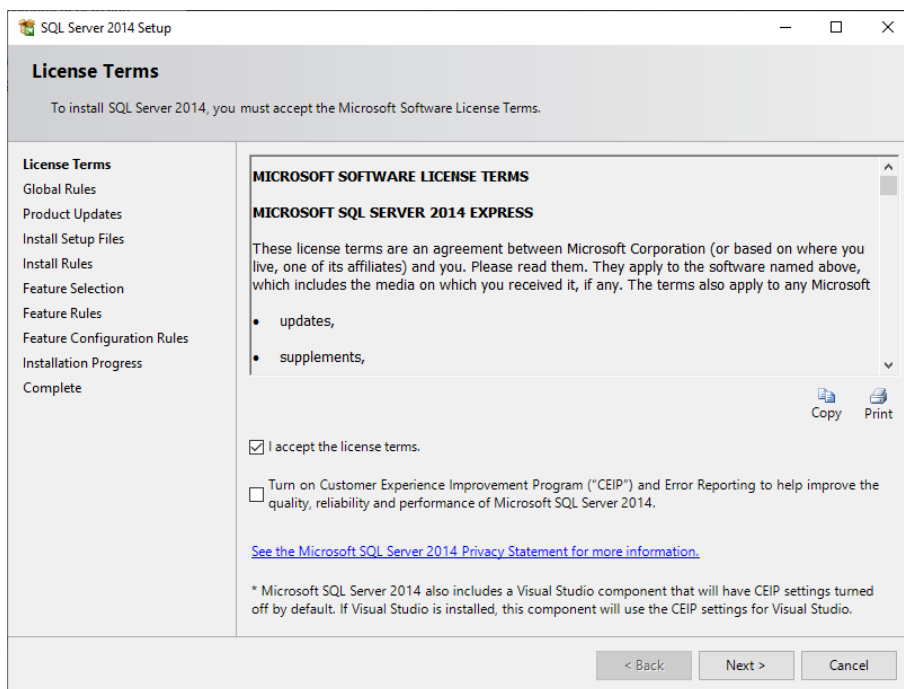 SQL Server 2014 Setup
License Terms
To install SQL Server 2014, you must accept the Microsoft Software License Terms.
License Terms
Global Rules
Product Updates
Install Setup Files
Install Rules
Feature Selection
Feature Rules
Feature Configuration Rules
Installation Progress
Complete
MICROSOFT SOFTWARE LICENSE TERMS
MICROSOFT SQL SERVER 2014 EXPRESS
These license terms are an agreement between Microsoft Corporation (or based on where you
live, one of its affiliates) and you. Please read them. They apply to the software named above,
which includes the media on which you received it, if any. The terms also apply to any Microsoft
• updates,
• supplements,
Copy Print
I accept the license terms.
Turn on Customer Experience Improvement Program (“CEIP”) and Error Reporting to help improve the
quality, reliability and performance of Microsoft SQL Server 2014.
See the Microsoft SQL Server 2014 Privacy Statement for more information.
* Microsoft SQL Server 2014 also includes a Visual Studio component that will have CEIP settings turned
off by default. If Visual Studio is installed, this component will use the CEIP settings for Visual Studio.
< Back Next > Cancel